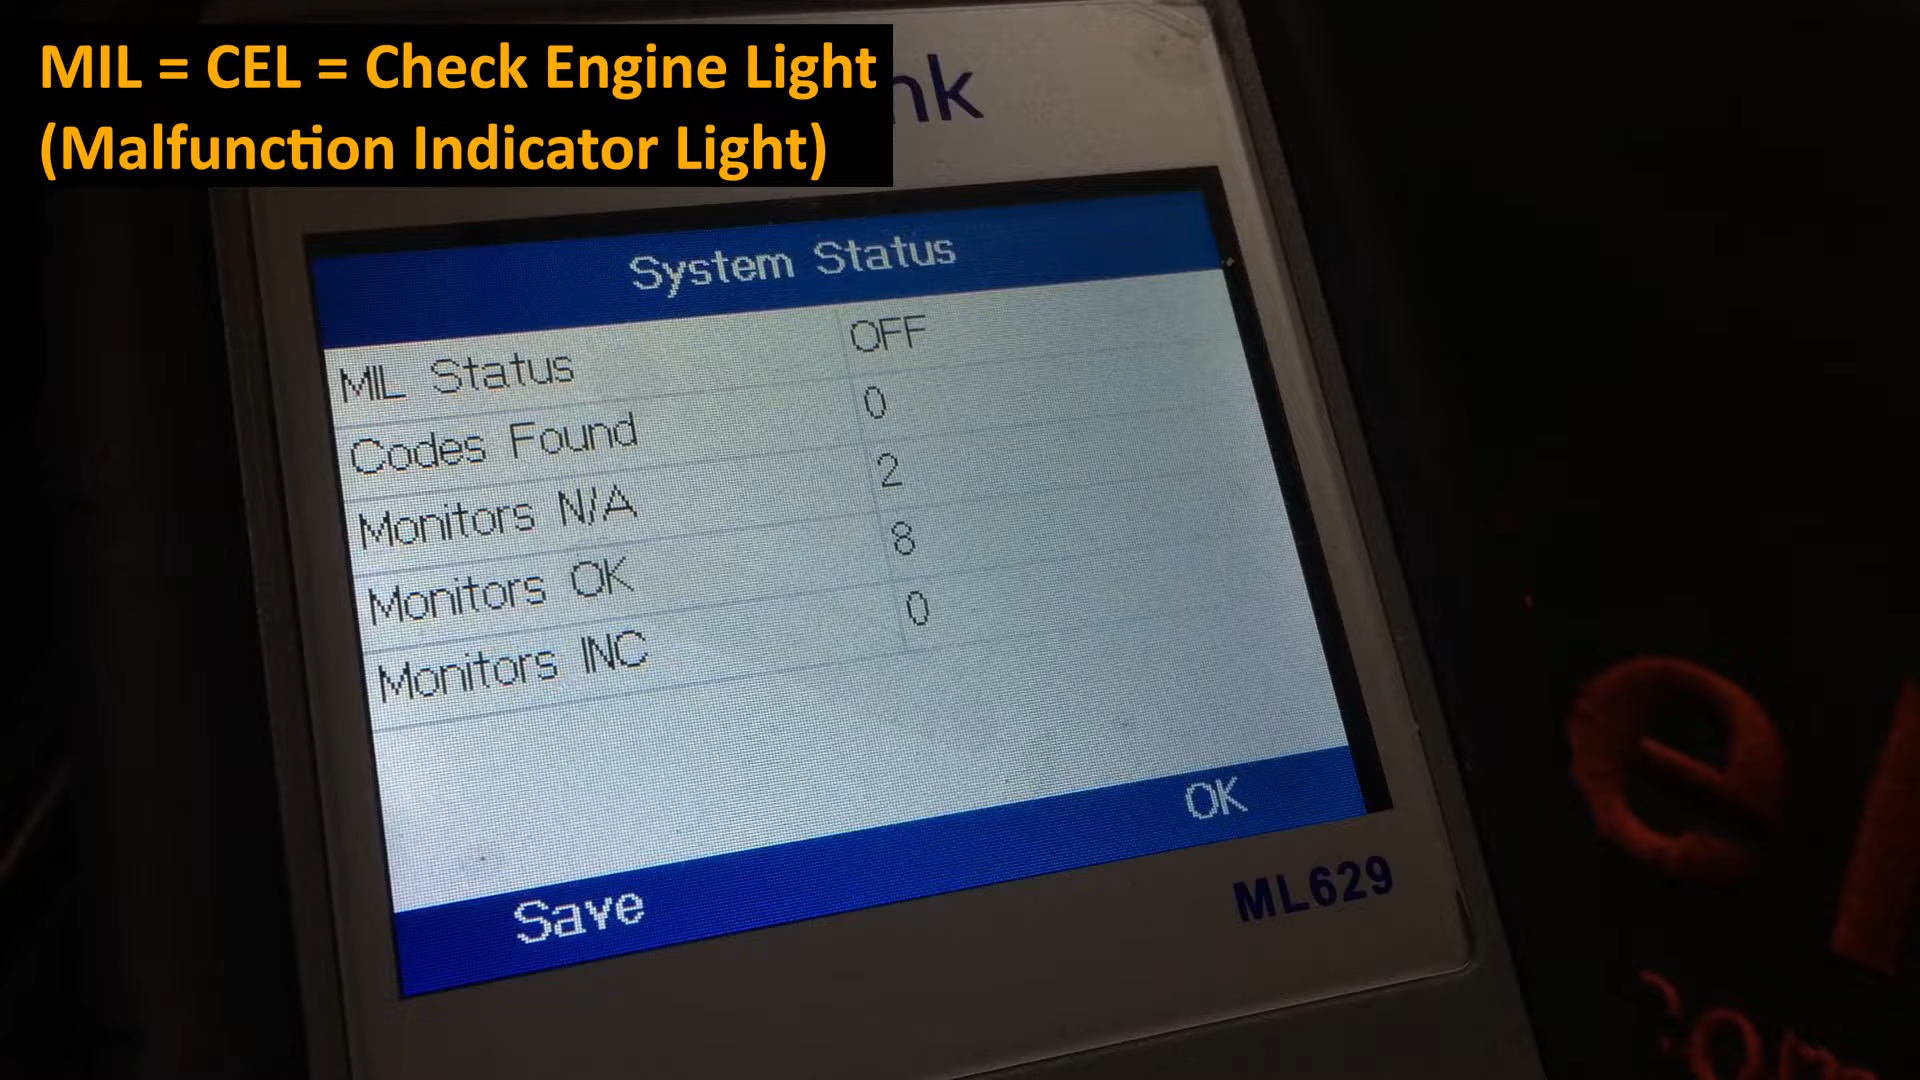 MIL = CEL = Check Engine Light
(Malfunction Indicator Light)
nk
System Status
MIL Status OFF
Codes Found 0
Monitors N/A 2
Monitors OK 8
Monitors INC 0
Save OK
ML629